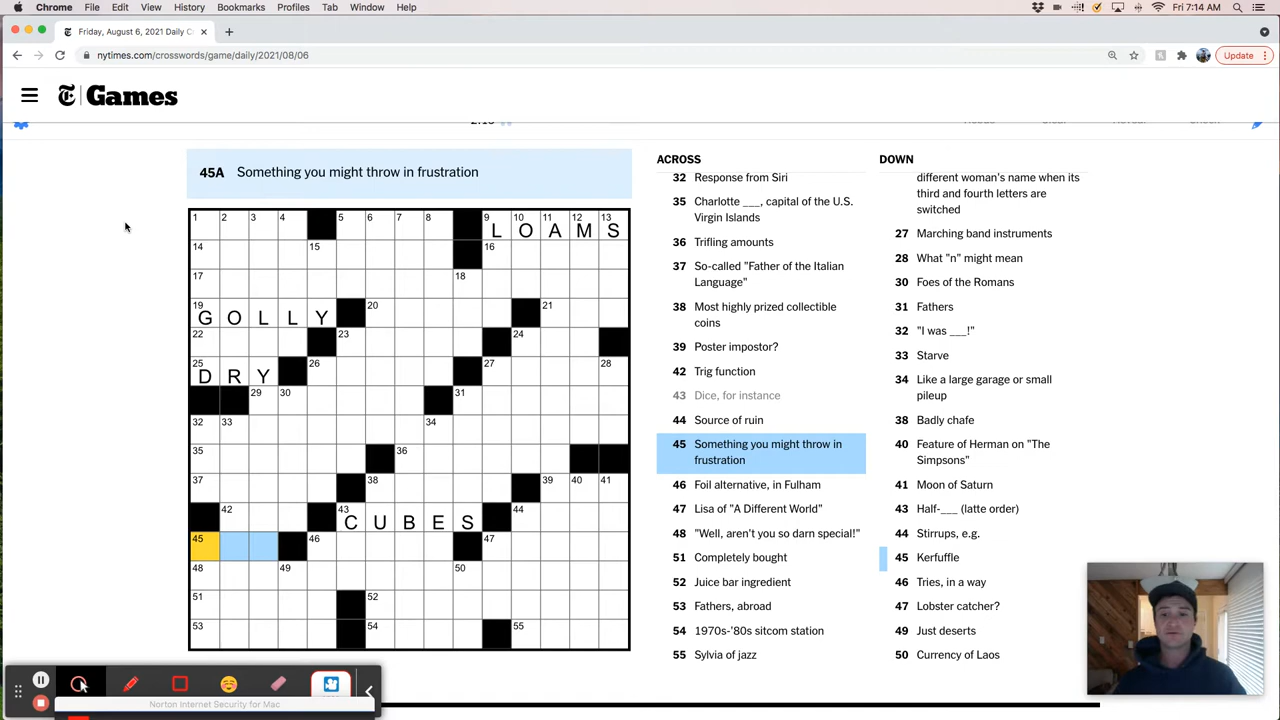 Chrome File Edit View History Bookmarks Profiles Tab Window Help
Fri 7:14 AM
Friday, August 6, 2021 Daily C
nytimes.com/crosswords/game/daily/2021/08/06
Update
Games
45A Something you might throw in frustration
1 2 3 4 5 6 7 8 9 10 11 12 13
L O A M S
14 15 16
17 18
19 20 21
G O L L Y
22 23 24
25 26 27 28
D R Y
29 30 31
32 33 34
35 36
37 38 39 40 41
42 43 44
C U B E S
45 46 47
48 49 50
51 52
53 54 55
ACROSS
32 Response from Siri
35 Charlotte ___, capital of the U.S.
Virgin Islands
36 Trifling amounts
37 So-called "Father of the Italian
Language"
38 Most highly prized collectible
coins
39 Poster impostor?
42 Trig function
43 Dice, for instance
44 Source of ruin
45 Something you might throw in
frustration
46 Foil alternative, in Fulham
47 Lisa of "A Different World"
48 "Well, aren't you so darn special!"
51 Completely bought
52 Juice bar ingredient
53 Fathers, abroad
54 1970s-'80s sitcom station
55 Sylvia of jazz
DOWN
different woman's name when its
third and fourth letters are
switched
27 Marching band instruments
28 What "n" might mean
30 Foes of the Romans
31 Fathers
32 "I was ___!"
33 Starve
34 Like a large garage or small
pileup
38 Badly chafe
40 Feature of Herman on "The
Simpsons"
41 Moon of Saturn
43 Half-___ (latte order)
44 Stirrups, e.g.
45 Kerfuffle
46 Tries, in a way
47 Lobster catcher?
49 Just deserts
50 Currency of Laos
Norton Internet Security for Mac